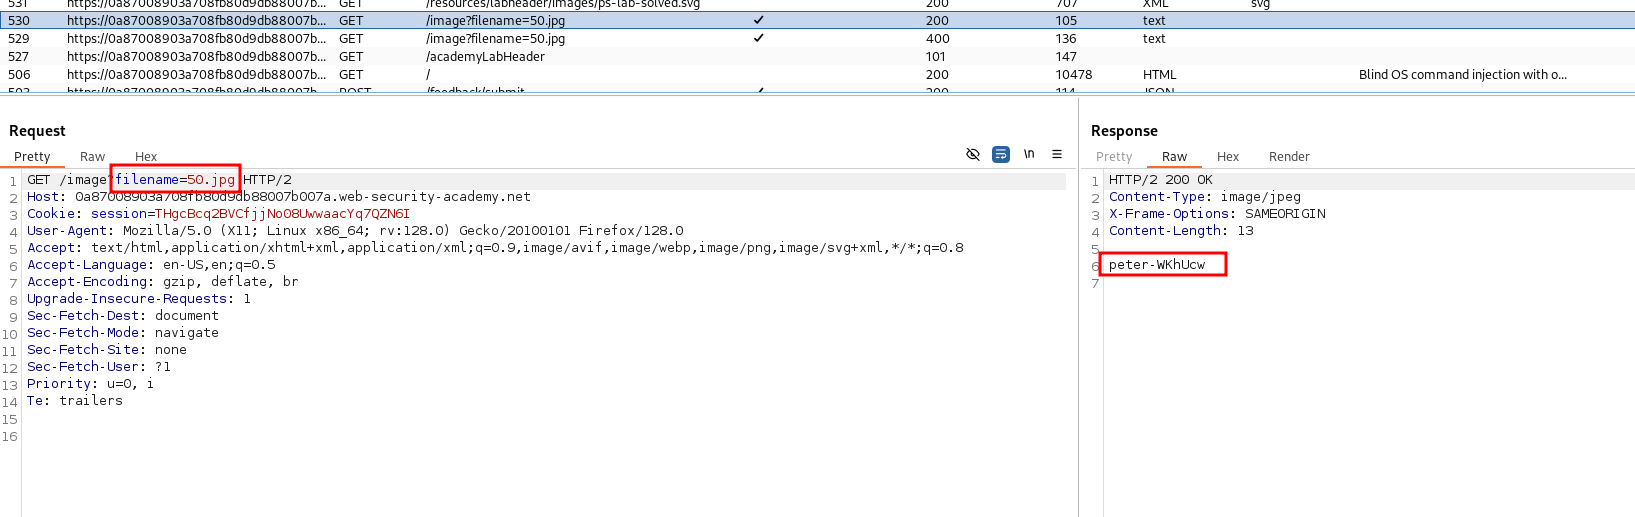 531 https://0a87008903a708fb80d9db88007b... GET /resources/labheader/images/ps-lab-solved.svg 200 707 XML svg
530 https://0a87008903a708fb80d9db88007b... GET /image?filename=50.jpg ✓ 200 105 text
529 https://0a87008903a708fb80d9db88007b... GET /image?filename=50.jpg ✓ 400 136 text
527 https://0a87008903a708fb80d9db88007b... GET /academyLabHeader 101 147
506 https://0a87008903a708fb80d9db88007b... GET / 200 10478 HTML Blind OS command injection with o...
503 https://0a87008903a708fb80d9db88007b... POST /feedback/submit ✓ 200 114 JSON
Request
Pretty Raw Hex
\n
1 GET /image?filename=50.jpg HTTP/2
2 Host: 0a87008903a708fb80d9db88007b007a.web-security-academy.net
3 Cookie: session=THgcBcq2BVCfjjNo08UwwaacYq7QZN6I
4 User-Agent: Mozilla/5.0 (X11; Linux x86_64; rv:128.0) Gecko/20100101 Firefox/128.0
5 Accept: text/html,application/xhtml+xml,application/xml;q=0.9,image/avif,image/webp,image/png,image/svg+xml,*/*;q=0.8
6 Accept-Language: en-US,en;q=0.5
7 Accept-Encoding: gzip, deflate, br
8 Upgrade-Insecure-Requests: 1
9 Sec-Fetch-Dest: document
10 Sec-Fetch-Mode: navigate
11 Sec-Fetch-Site: none
12 Sec-Fetch-User: ?1
13 Priority: u=0, i
14 Te: trailers
15
16
Response
Pretty Raw Hex Render
1 HTTP/2 200 OK
2 Content-Type: image/jpeg
3 X-Frame-Options: SAMEORIGIN
4 Content-Length: 13
5
6 peter-WKhUcw
7